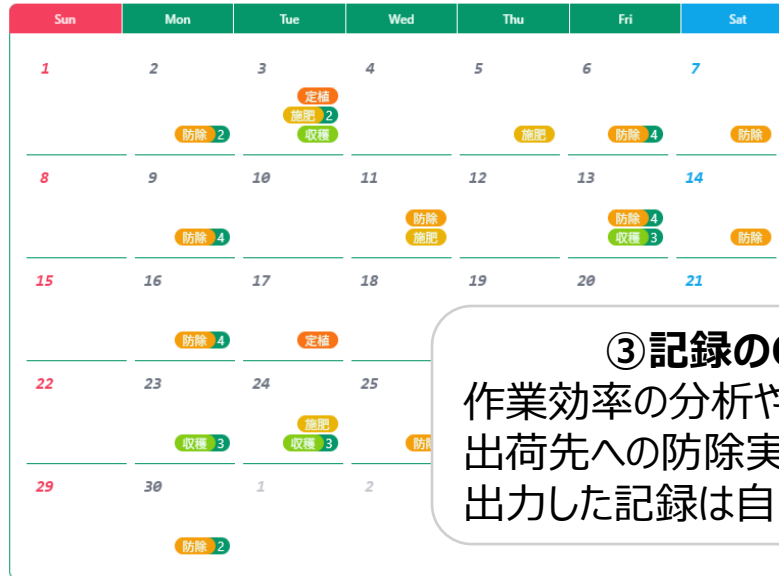 Sun Mon Tue Wed Thu Fri Sat
1 2 3 4 5 6 7
定植
施肥 2
防除 2 収穫 施肥 防除 4 防除
8 9 10 11 12 13 14
防除 防除 4
防除 4 施肥 収穫 3 防除
15 16 17 18 19 20 21
防除 4 定植
③記録の
22 23 24 25
作業効率の分析や
施肥
収穫 3 収穫 3 防
出荷先への防除実
29 30 1 2
出力した記録は自
防除 2